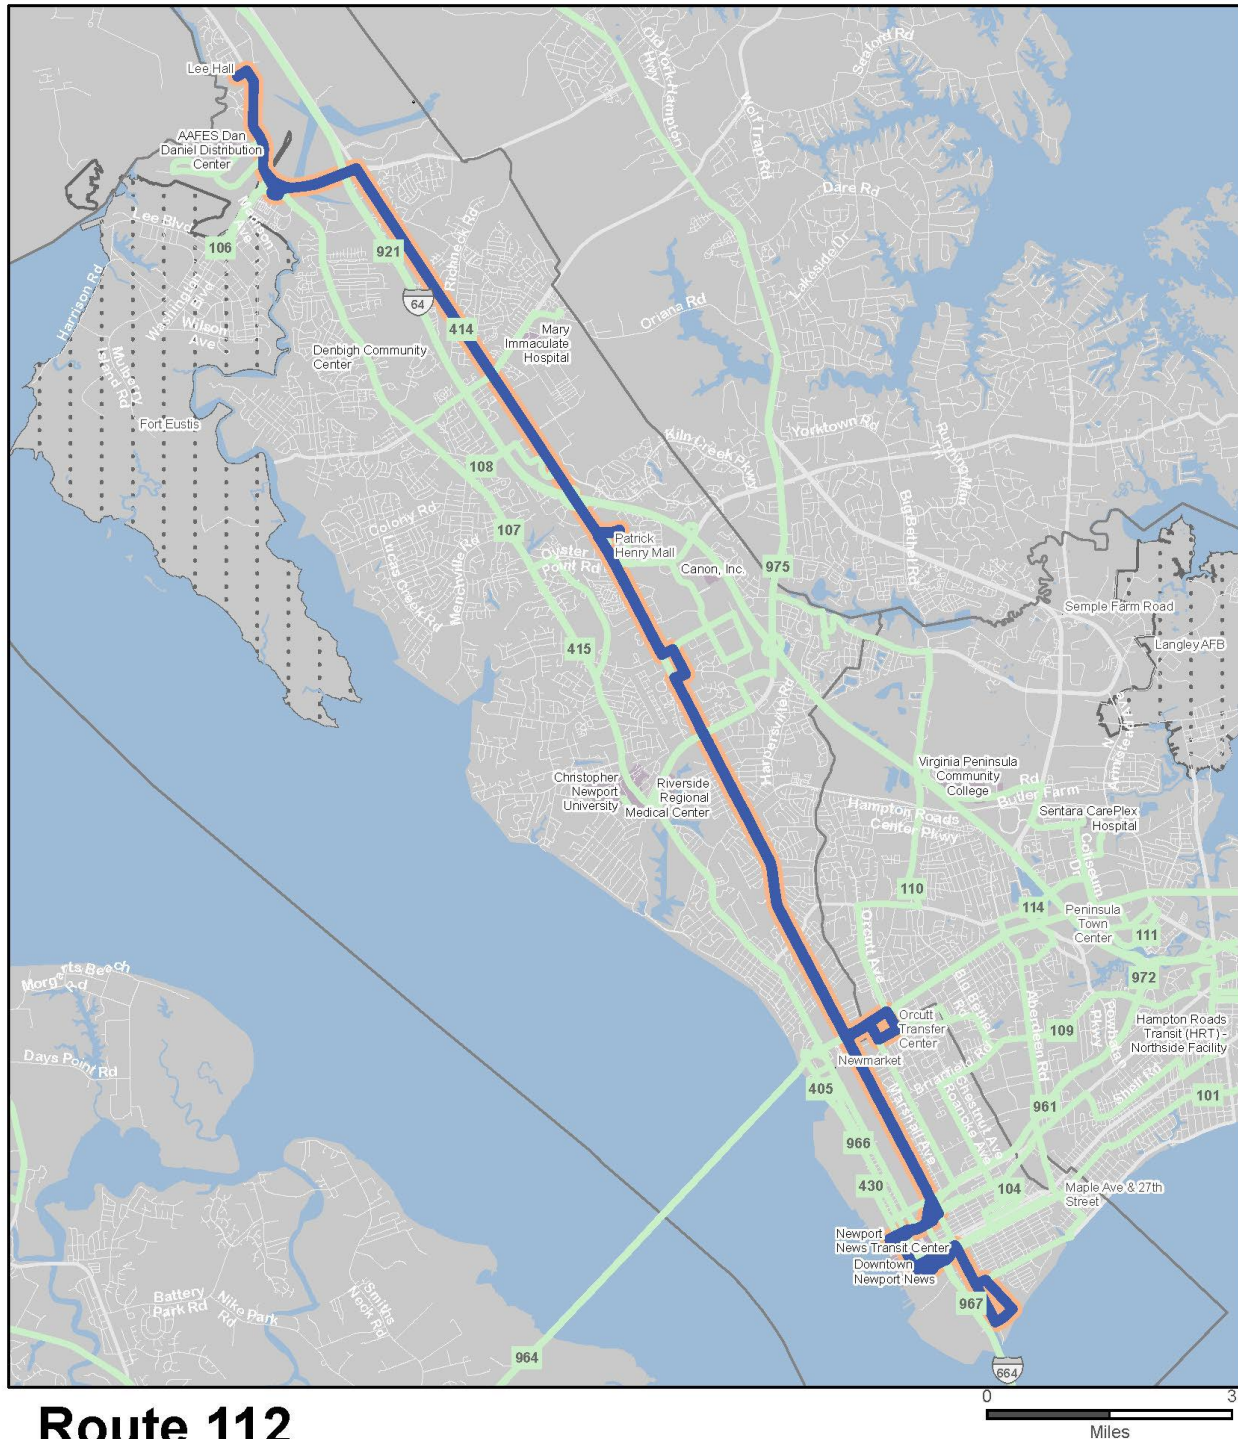 Lee Hall
Old York-Hampton
Hwy
Seaford Rd
Wolf Trap Rd
AAFES Dan
Daniel Distribution
Center
Dare Rd
Lee Blvd
106
921
Richneck Rd
Lakeside Dr
Harrison Rd
Washington
Blvd
Wilson
Ave
Mulberry
Island Rd
64
414
Oriana Rd
Mary
Immaculate
Hospital
Denbigh Community
Center
Fort Eustis
Yorktown Rd
Kiln Creek Pkwy
Running Man
Trl
108
Big Bethel Rd
Colony Rd
Lucas Creek Rd
Menchville Rd
107
Oyster
Point Rd
Patrick
Henry Mall
Canon, Inc.
975
Semple Farm Road
Langley AFB
415
Harpersville Rd
N Armistead Ave
Christopher
Newport
University
Riverside
Regional
Medical Center
Virginia Peninsula
Community
College
Butler Farm
Rd
Hampton Roads
Center Pkwy
Sentara CarePlex
Hospital
Coliseum
Dr
110
114
Peninsula
Town
Center
111
Orcutt Ave
972
Morgarts Beach
Rd
Big Bethel
Rd
Aberdeen Rd
Powhatan
Pkwy
Orcutt
Transfer
Center
109
Hampton Roads
Transit (HRT) -
Northside Facility
Newmarket
Days Point Rd
Briarfield Rd
Shell Rd
405
Marshall Ave
Chestnut Ave
Roanoke Ave
961
101
966
430
104
Maple Ave & 27th
Street
Newport
News Transit Center
Downtown
Newport News
Battery
Park Rd
Nike Park
Rd
Smiths
Neck Rd
967
964
664
0
3
Miles
Route 112